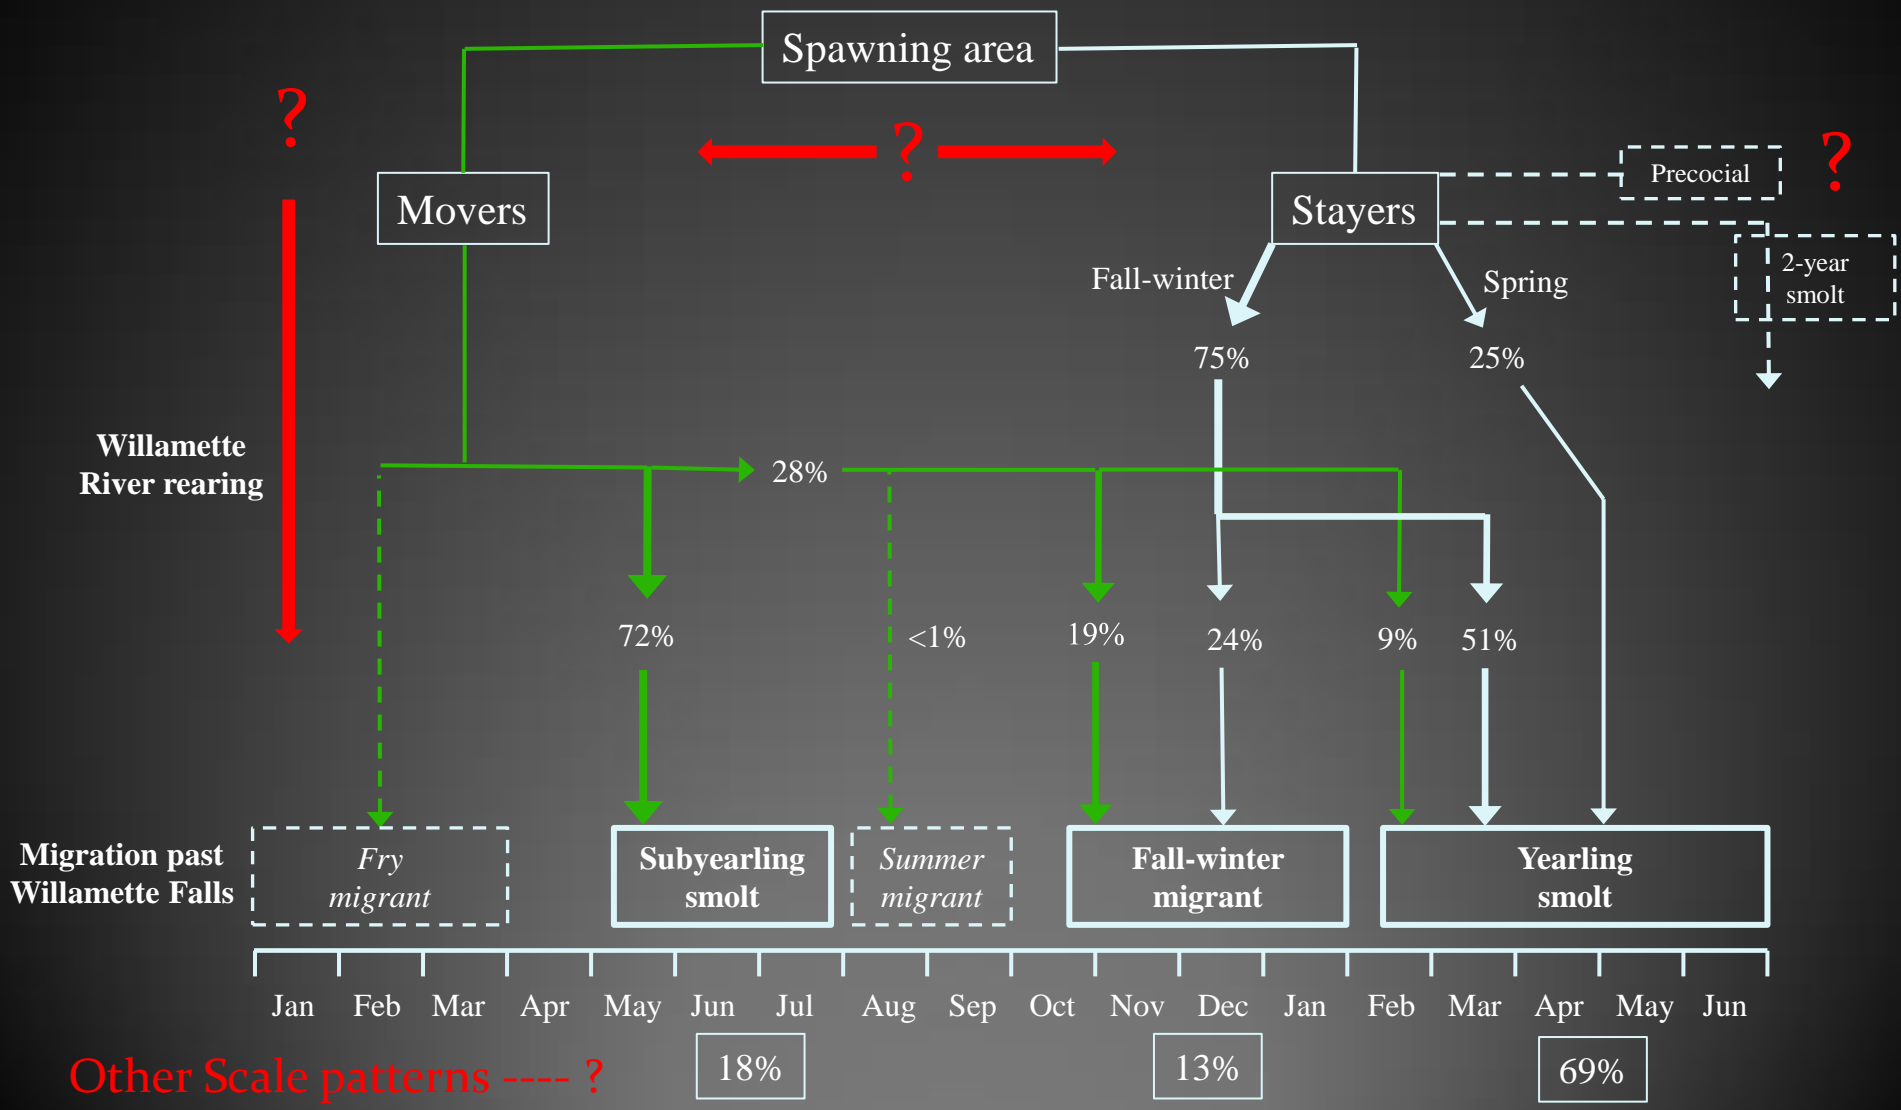 Spawning area
?
?
Precocial
?
Movers
Stayers
2-year
smolt
Fall-winter
Spring
75%
25%
Willamette
River rearing
28%
72%
<1%
19%
24%
9%
51%
Migration past
Willamette Falls
Fry
migrant
Subyearling
smolt
Summer
migrant
Fall-winter
migrant
Yearling
smolt
Jan Feb Mar Apr May Jun Jul Aug Sep Oct Nov Dec Jan Feb Mar Apr May Jun
Other Scale patterns ---- ?
18%
13%
69%